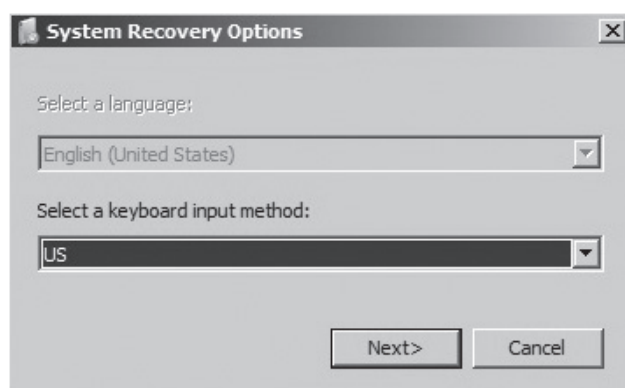 System Recovery Options
Select a language:
English (United States)
Select a keyboard input method:
US
Next> Cancel